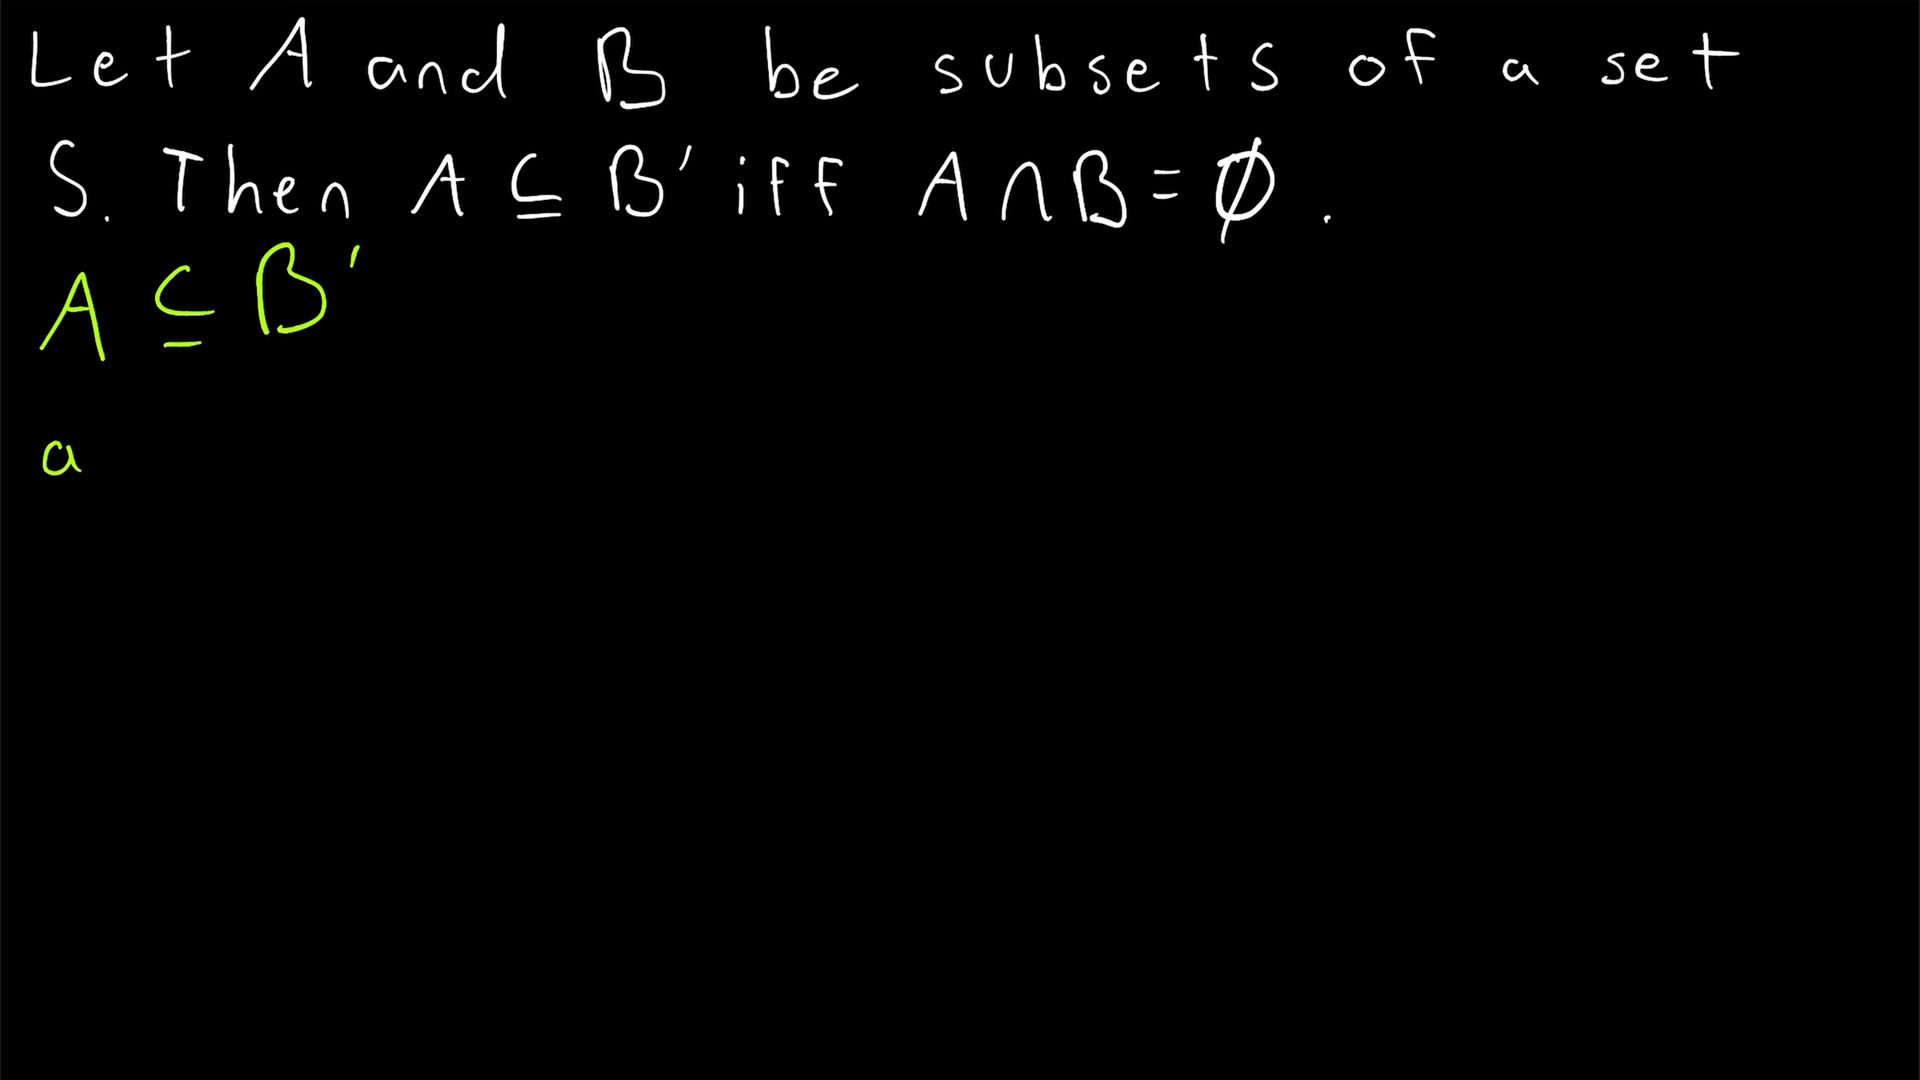 Let A and B be subsets of a set
S. Then A ⊆ B' iff A∩B=∅.
A ⊆ B'
a